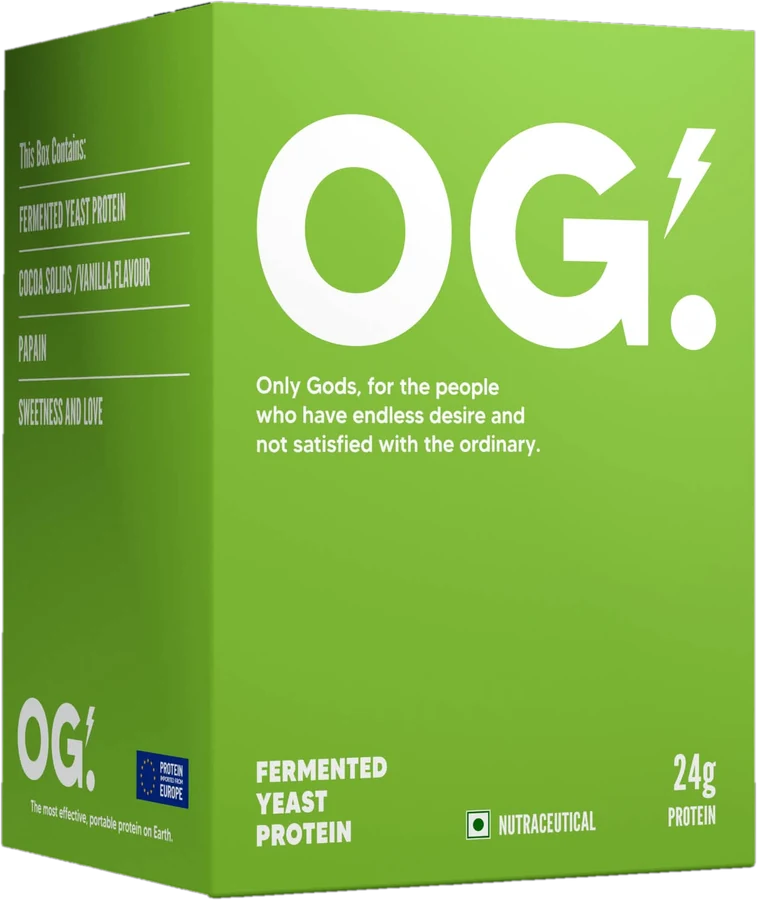 This Box Contains:
FERMENTED YEAST PROTEIN
COCOA SOLIDS /VANILLA FLAVOUR
PAPAIN
SWEETNESS AND LOVE
OG!
PROTEIN
IMPORTED FROM
EUROPE
The most effective, portable protein on Earth.
OG!
Only Gods, for the people
who have endless desire and
not satisfied with the ordinary.
FERMENTED
YEAST
PROTEIN
NUTRACEUTICAL
24g
PROTEIN